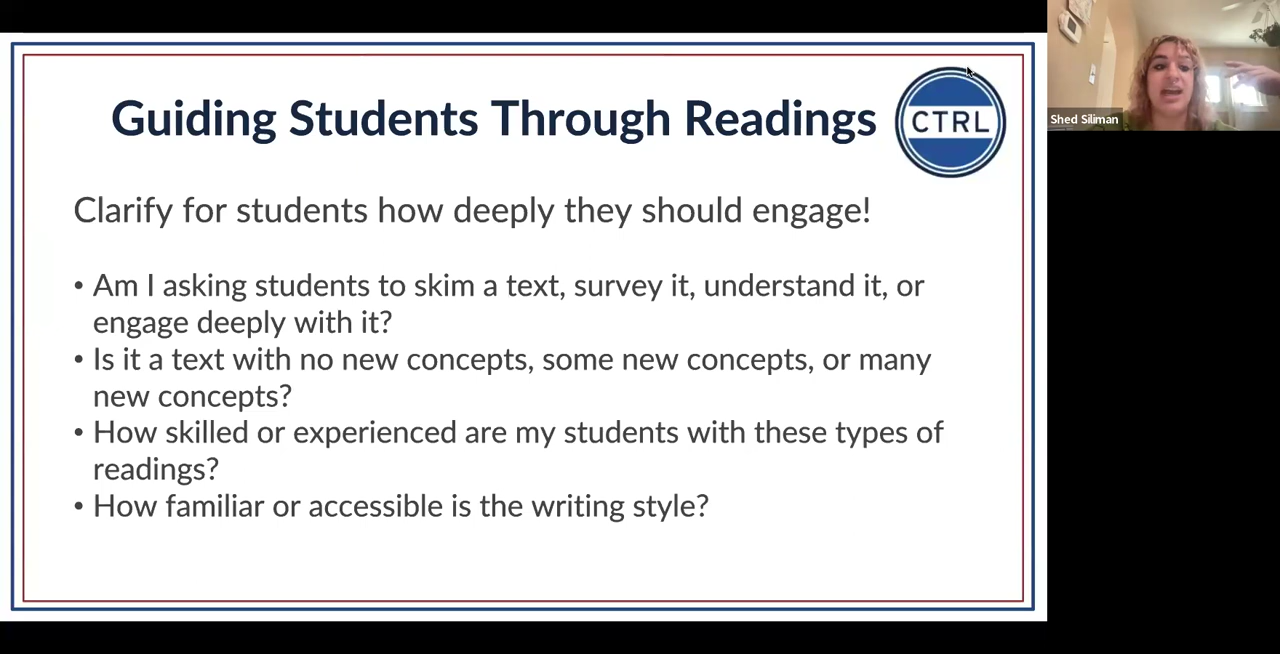 Guiding Students Through Readings
CTRL
Shed Siliman
Clarify for students how deeply they should engage!
• Am I asking students to skim a text, survey it, understand it, or
engage deeply with it?
• Is it a text with no new concepts, some new concepts, or many
new concepts?
• How skilled or experienced are my students with these types of
readings?
• How familiar or accessible is the writing style?